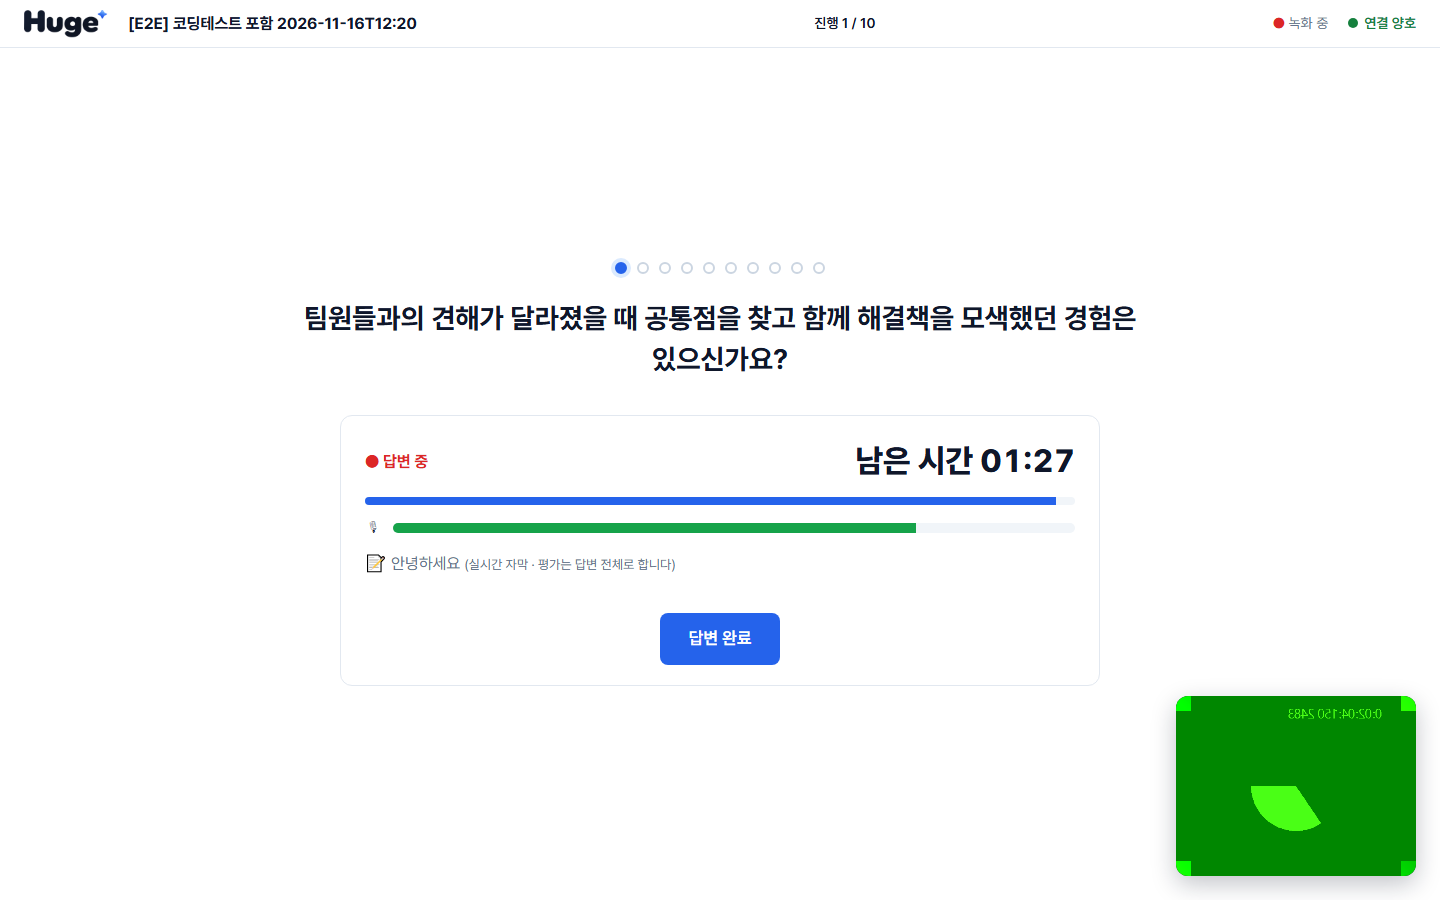 Huge
[E2E] 코딩테스트 포함 2026-11-16T12:20
진행 1 / 10
녹화 중
연결 양호
팀원들과의 견해가 달라졌을 때 공통점을 찾고 함께 해결책을 모색했던 경험은
있으신가요?
답변 중
남은 시간 01:27
안녕하세요 (실시간 자막 · 평가는 답변 전체로 합니다)
답변 완료
0:02:04:150 2483